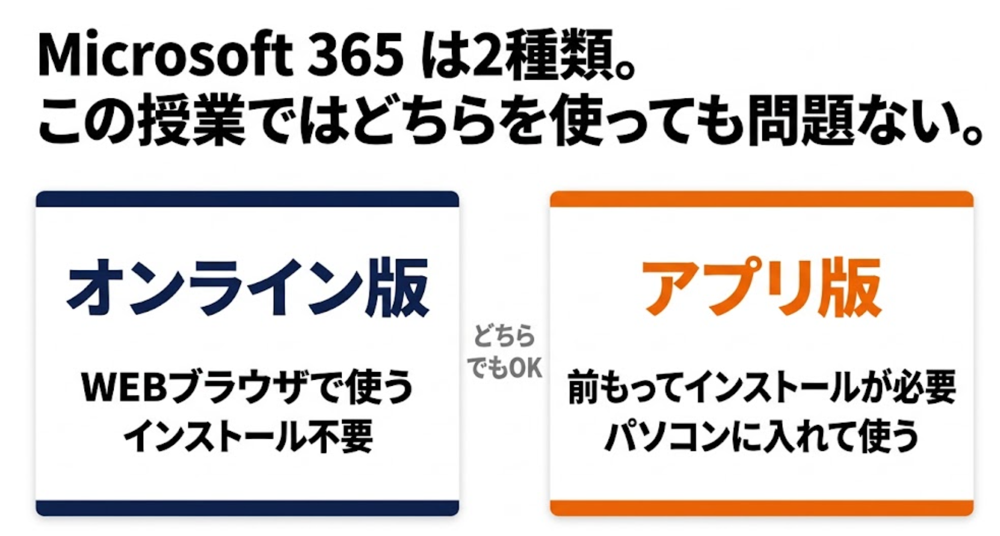 Microsoft 365 は2種類。
この授業ではどちらを使っても問題ない。
オンライン版
WEBブラウザで使う
インストール不要
どちら
でもOK
アプリ版
前もってインストールが必要
パソコンに入れて使う